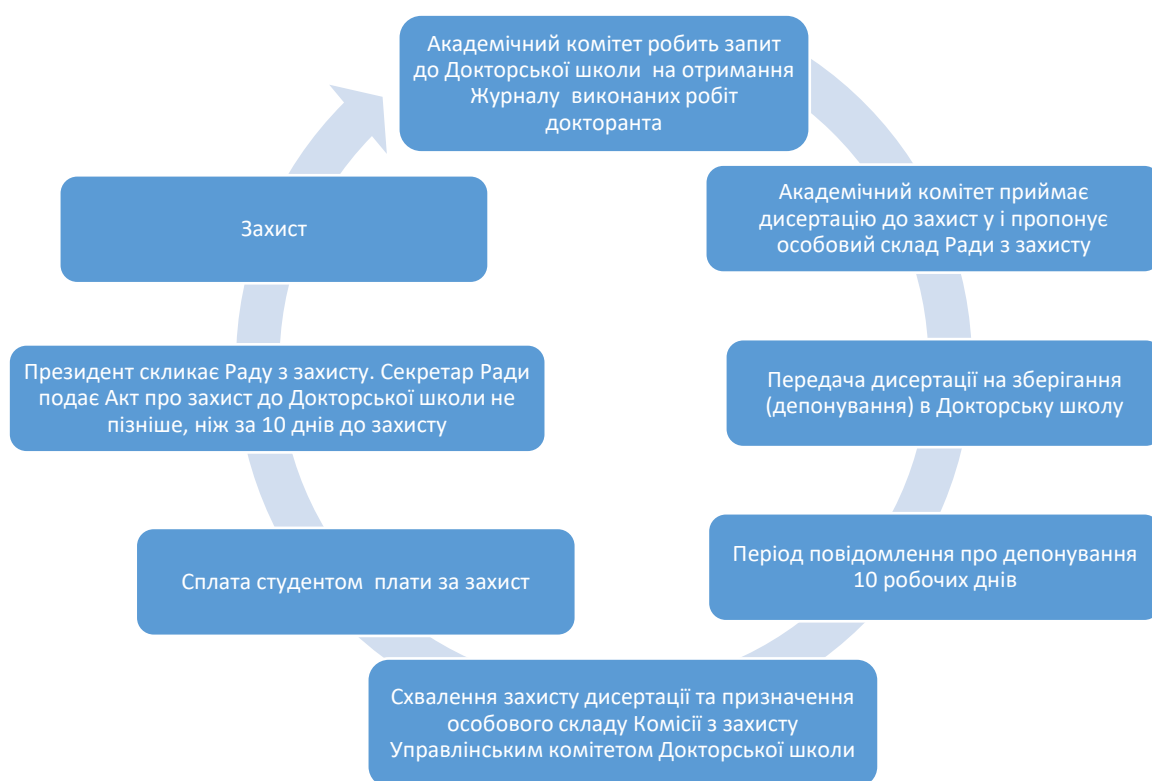 Академічний комітет робить запит
до Докторської школи на отримання
Журналу виконаних робіт
докторанта
Академічний комітет приймає
дисертацію до захист у і пропонує
особовий склад Ради з захисту
Передача дисертації на зберігання
(депонування) в Докторську школу
Період повідомлення про депонування
10 робочих днів
Схвалення захисту дисертації та призначення
особового складу Комісії з захисту
Управлінським комітетом Докторської школи
Сплата студентом плати за захист
Президент скликає Раду з захисту. Секретар Ради
подає Акт про захист до Докторської школи не
пізніше, ніж за 10 днів до захисту
Захист